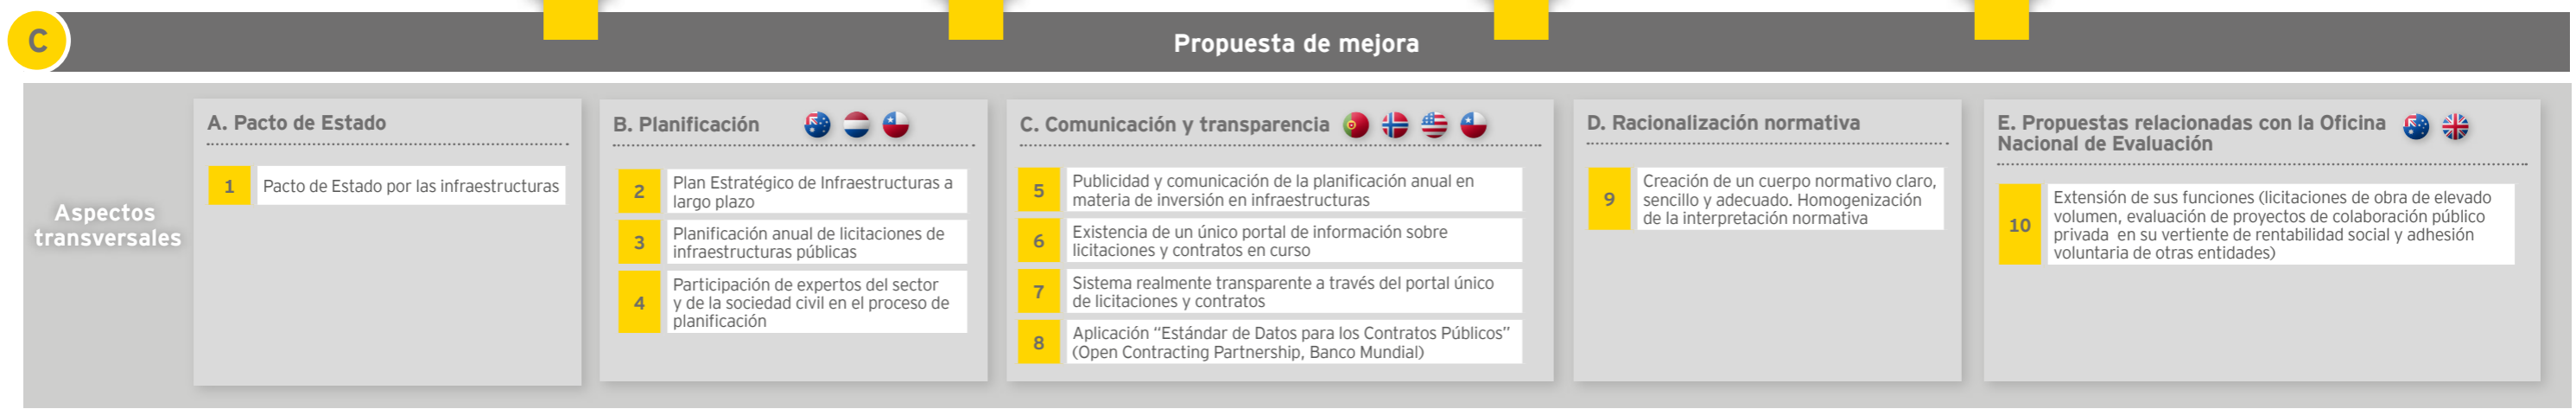 C
Propuesta de mejora
Aspectos
transversales
A. Pacto de Estado
1
Pacto de Estado por las infraestructuras
B. Planificación
2
Plan Estratégico de Infraestructuras a
largo plazo
3
Planificación anual de licitaciones de
infraestructuras públicas
4
Participación de expertos del sector
y de la sociedad civil en el proceso de
planificación
C. Comunicación y transparencia
5
Publicidad y comunicación de la planificación anual en
materia de inversión en infraestructuras
6
Existencia de un único portal de información sobre
licitaciones y contratos en curso
7
Sistema realmente transparente a través del portal único
de licitaciones y contratos
8
Aplicación “Estándar de Datos para los Contratos Públicos”
(Open Contracting Partnership, Banco Mundial)
D. Racionalización normativa
9
Creación de un cuerpo normativo claro,
sencillo y adecuado. Homogenización
de la interpretación normativa
E. Propuestas relacionadas con la Oficina
Nacional de Evaluación
10
Extensión de sus funciones (licitaciones de obra de elevado
volumen, evaluación de proyectos de colaboración público
privada en su vertiente de rentabilidad social y adhesión
voluntaria de otras entidades)